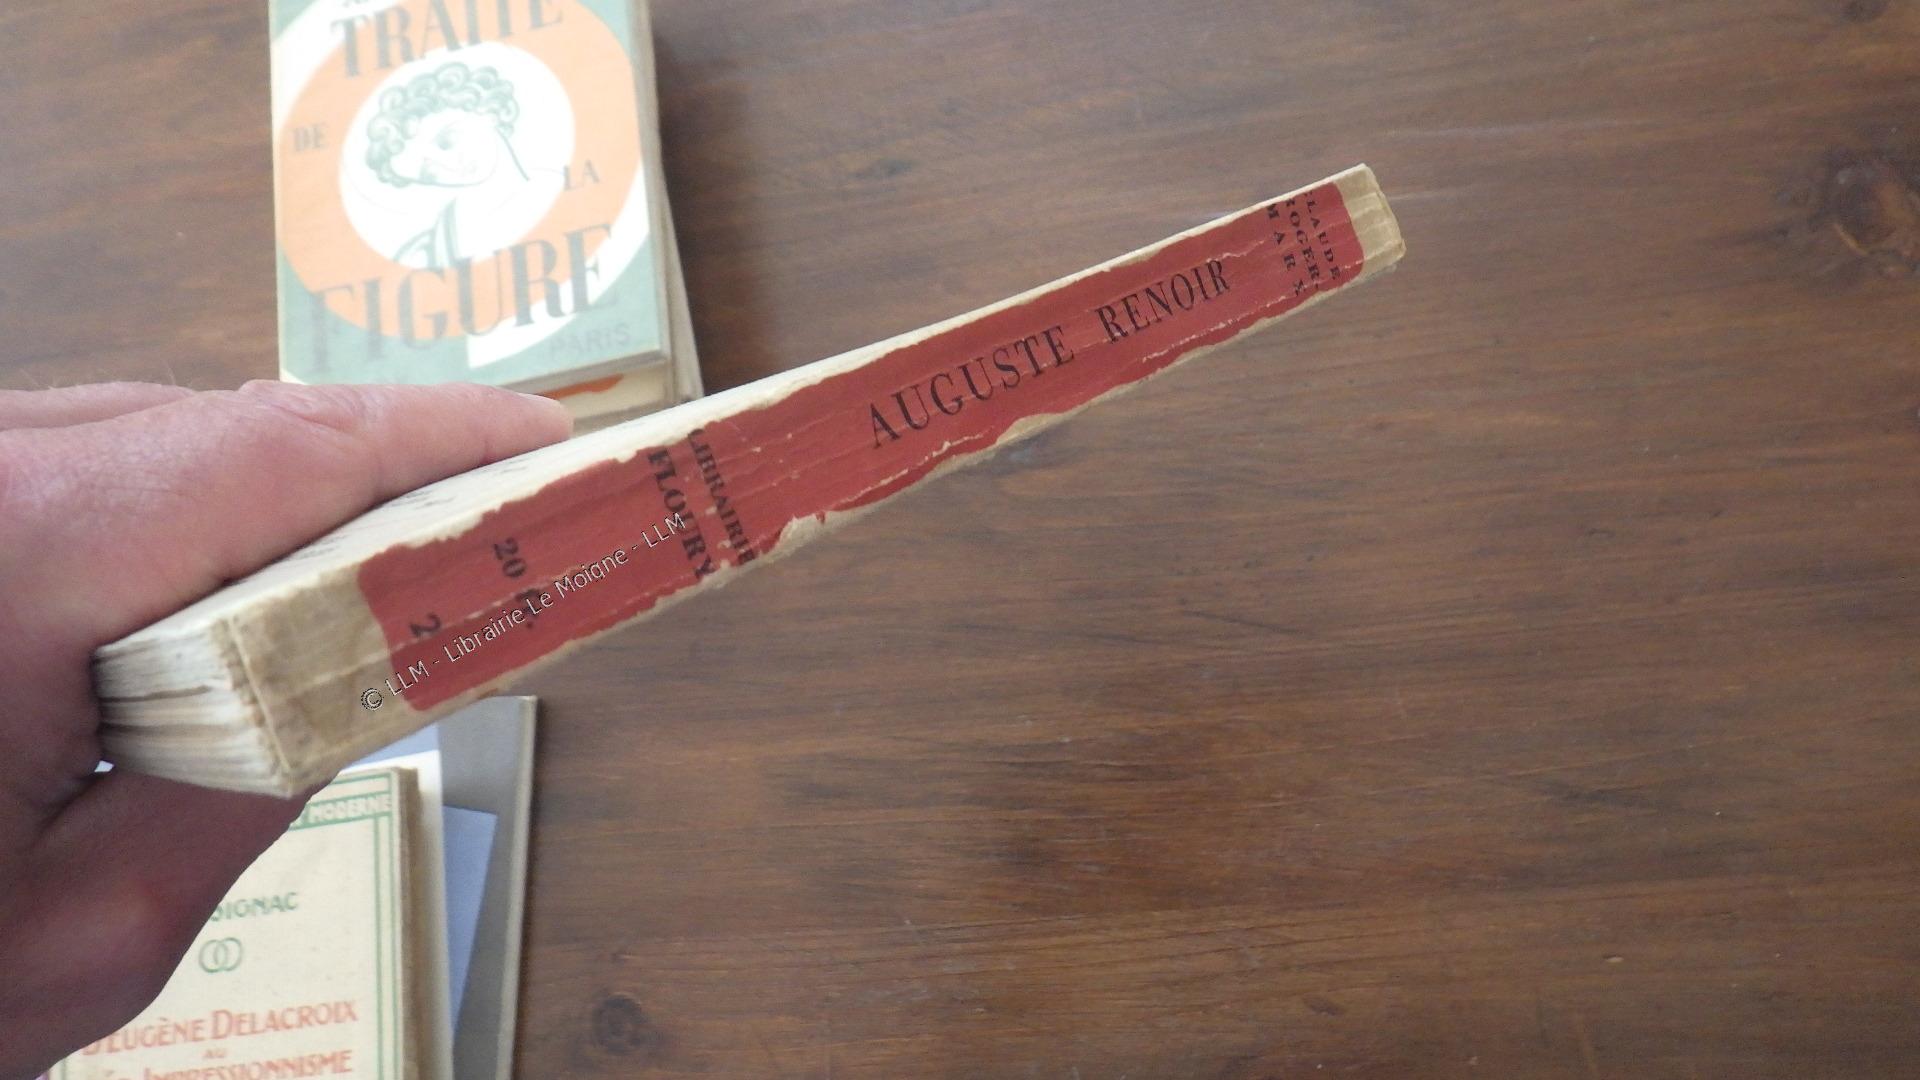 TRAITÉ
DE
LA
FIGURE
PARIS
CLAUDE
ROGER-
MARX
AUGUSTE RENOIR
LIBRAIRIE
FLOURY
20
2
© LLM - Librairie Le Moigne - LLM
MODERNE
SIGNAC
D'EUGÈNE DELACROIX
AU
IMPRESSIONNISME